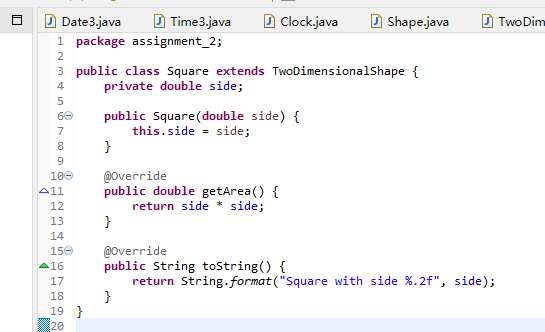 Date3.java Time3.java Clock.java Shape.java TwoDim
1 package assignment_2;
2
3 public class Square extends TwoDimensionalShape {
4 private double side;
5
6 public Square(double side) {
7 this.side = side;
8 }
9
10 @Override
11 public double getArea() {
12 return side * side;
13 }
14
15 @Override
16 public String toString() {
17 return String.format("Square with side %.2f", side);
18 }
19 }
20